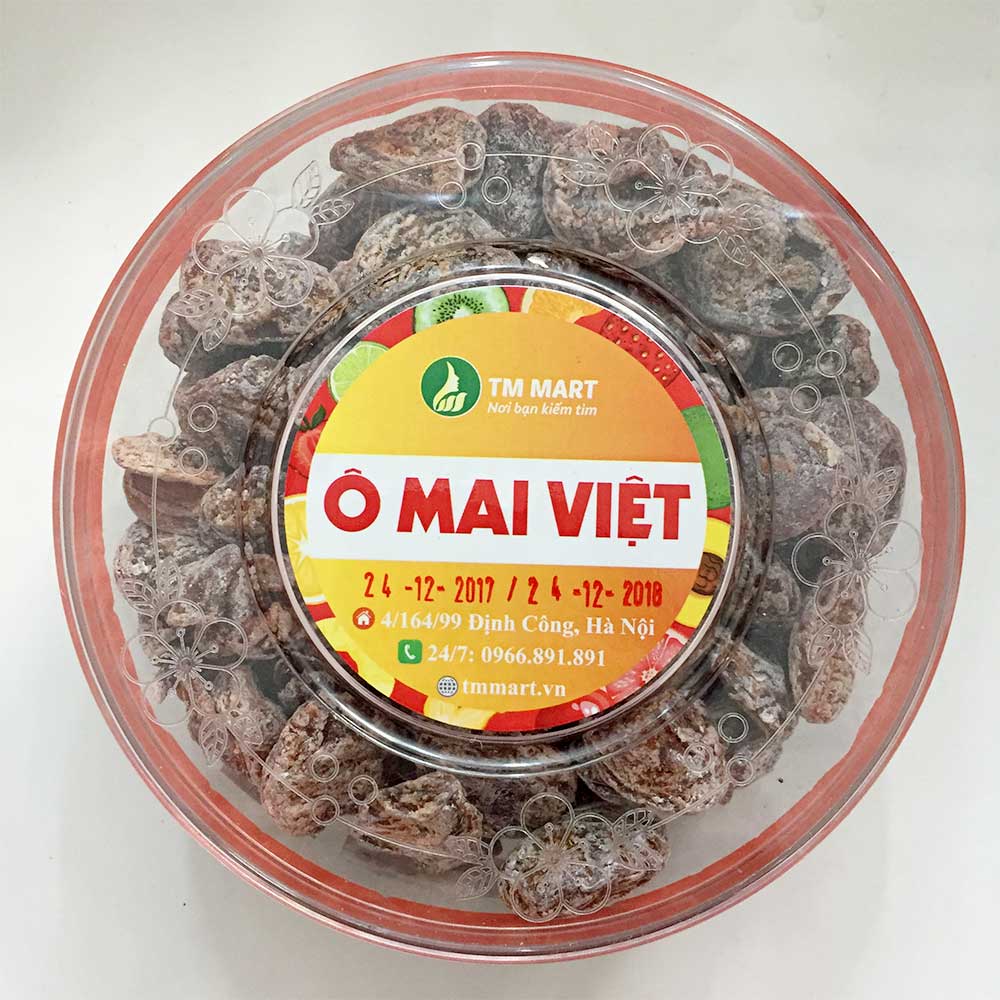 TM MART
Nơi bạn kiếm tìm
Ô MAI VIỆT
24 -12- 2017 / 24 -12- 2018
4/164/99 Định Công, Hà Nội
24/7: 0966.891.891
tmmart.vn